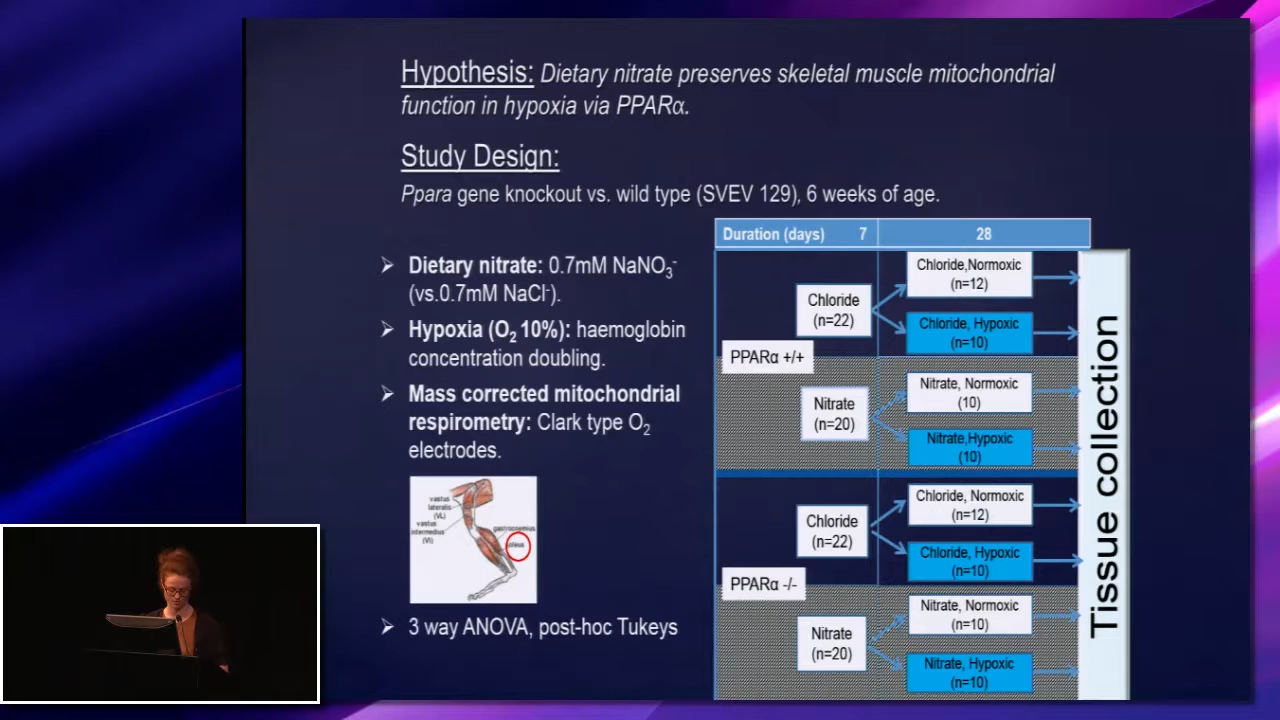 Hypothesis: Dietary nitrate preserves skeletal muscle mitochondrial
function in hypoxia via PPARα.
Study Design:
Ppara gene knockout vs. wild type (SVEV 129), 6 weeks of age.
➢ Dietary nitrate: 0.7mM NaNO₃⁻
(vs.0.7mM NaCl⁻).
➢ Hypoxia (O₂ 10%): haemoglobin
concentration doubling.
➢ Mass corrected mitochondrial
respirometry: Clark type O₂
electrodes.
vastus
lateralis
(VL)
vastus
intermedius
(VI)
gastrocnemius
soleus
➢ 3 way ANOVA, post-hoc Tukeys
Duration (days) 7 28
Chloride,Normoxic
(n=12)
Chloride
(n=22)
Chloride, Hypoxic
(n=10)
PPARα +/+
Nitrate, Normoxic
(10)
Nitrate
(n=20)
Nitrate,Hypoxic
(10)
Chloride, Normoxic
(n=12)
Chloride
(n=22)
Chloride, Hypoxic
(n=10)
PPARα -/-
Nitrate, Normoxic
(n=10)
Nitrate
(n=20)
Nitrate, Hypoxic
(n=10)
Tissue collection